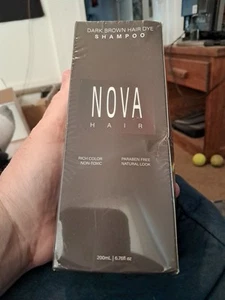 DARK BROWN HAIR DYE
SHAMPOO
NOVA
HAIR
RICH COLOR
NON-TOXIC
PARABEN FREE
NATURAL LOOK
200mL | 6.76fl oz